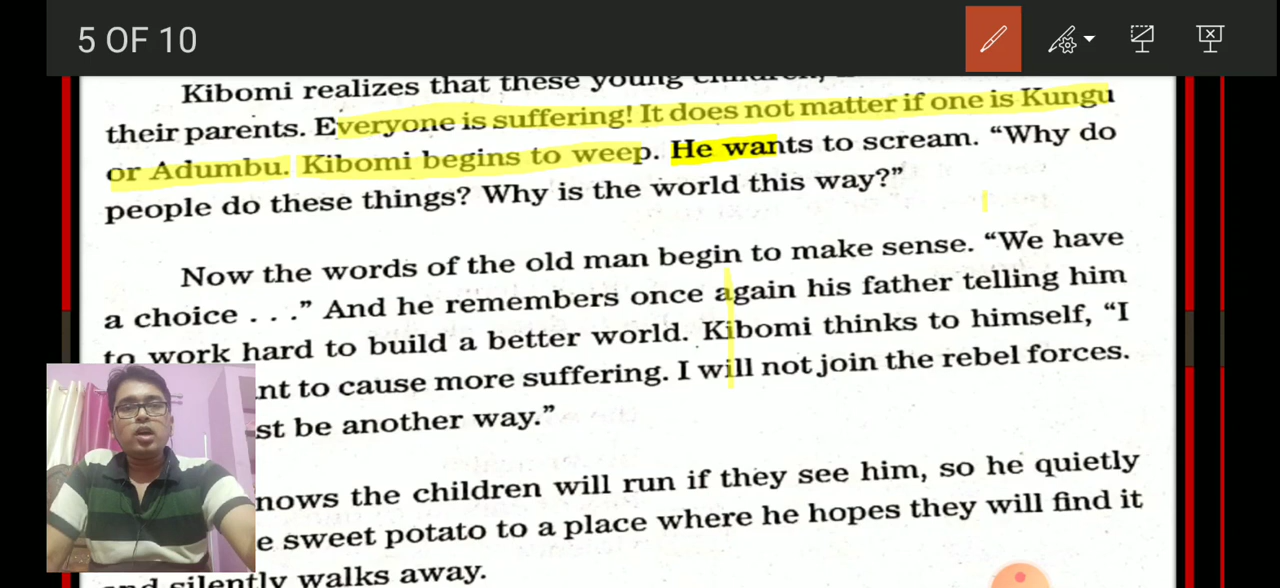 5 OF 10
Kibomi realizes that these young children,
their parents. Everyone is suffering! It does not matter if one is Kungu
or Adumbu. Kibomi begins to weep. He wants to scream. “Why do
people do these things? Why is the world this way?”
Now the words of the old man begin to make sense. “We have
a choice . . .” And he remembers once again his father telling him
to work hard to build a better world. Kibomi thinks to himself, “I
nt to cause more suffering. I will not join the rebel forces.
st be another way.”
nows the children will run if they see him, so he quietly
e sweet potato to a place where he hopes they will find it
and silently walks away.